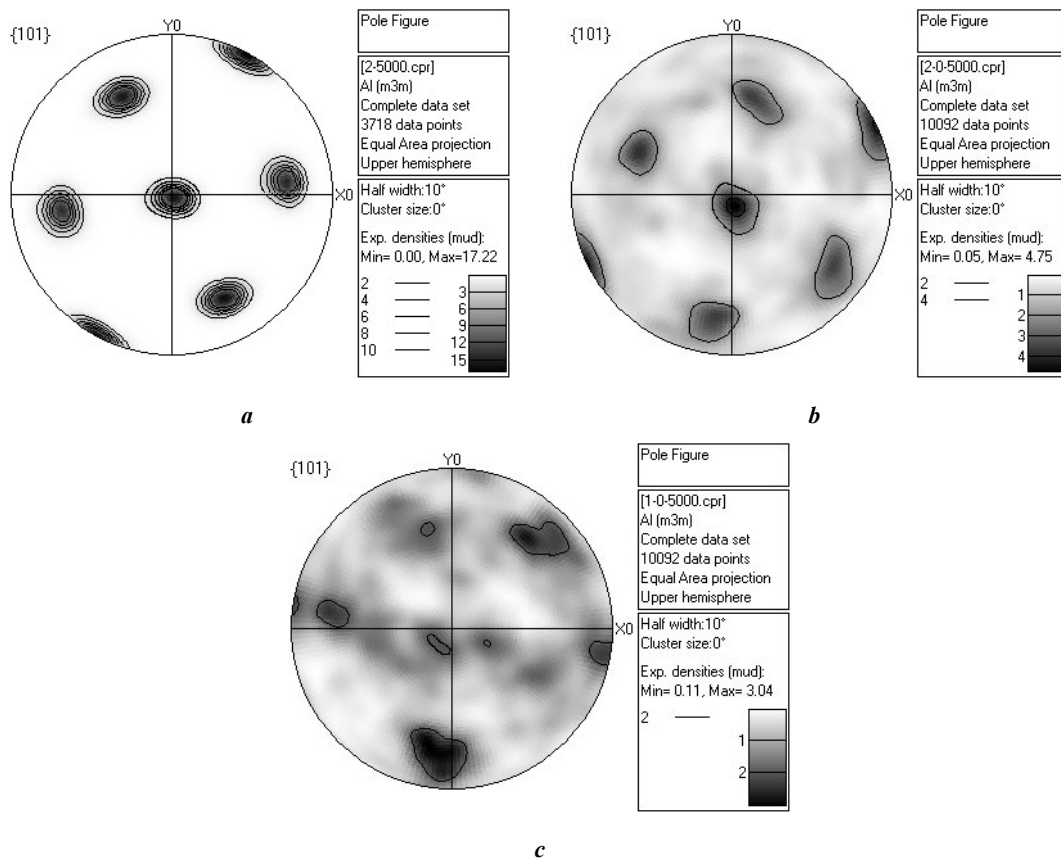 {101}
Y0
X0
Pole Figure
[2-5000.cpr]
Al (m3m)
Complete data set
3718 data points
Equal Area projection
Upper hemisphere
Half width:10°
Cluster size:0°
Exp. densities (mud):
Min= 0.00, Max=17.22
2
4
6
8
10
3
6
9
12
15
a
{101}
Y0
X0
Pole Figure
[2-0-5000.cpr]
Al (m3m)
Complete data set
10092 data points
Equal Area projection
Upper hemisphere
Half width:10°
Cluster size:0°
Exp. densities (mud):
Min= 0.05, Max= 4.75
2
4
1
2
3
4
b
{101}
Y0
X0
Pole Figure
[1-0-5000.cpr]
Al (m3m)
Complete data set
10092 data points
Equal Area projection
Upper hemisphere
Half width:10°
Cluster size:0°
Exp. densities (mud):
Min= 0.11, Max= 3.04
2
1
2
c